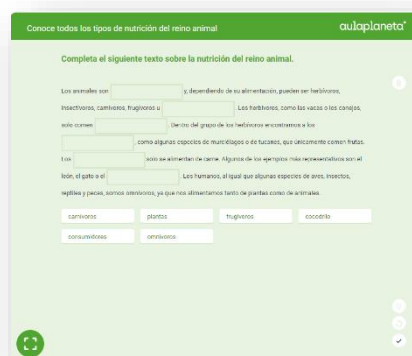 Conoce todos los tipos de nutrición del reino animal
aulaplaneta
Completa el siguiente texto sobre la nutrición del reino animal.
Los animales son y, dependiendo de su alimentación, pueden ser herbívoros,
insectívoros, carnívoros, frugívoros u . Los herbívoros, como las vacas o los conejos,
solo comen . Dentro del grupo de los herbívoros encontramos a los
, como algunas especies de murciélagos o de tucanes, que únicamente comen frutas.
Los solo se alimentan de carne. Algunos de los ejemplos más representativos son el
león, el gato o el . Los humanos, al igual que algunas especies de aves, insectos,
reptiles y peces, somos omnívoros, ya que nos alimentamos tanto de plantas como de animales.
carnívoros plantas frugívoros cocodrilo
consumidores omnívoros